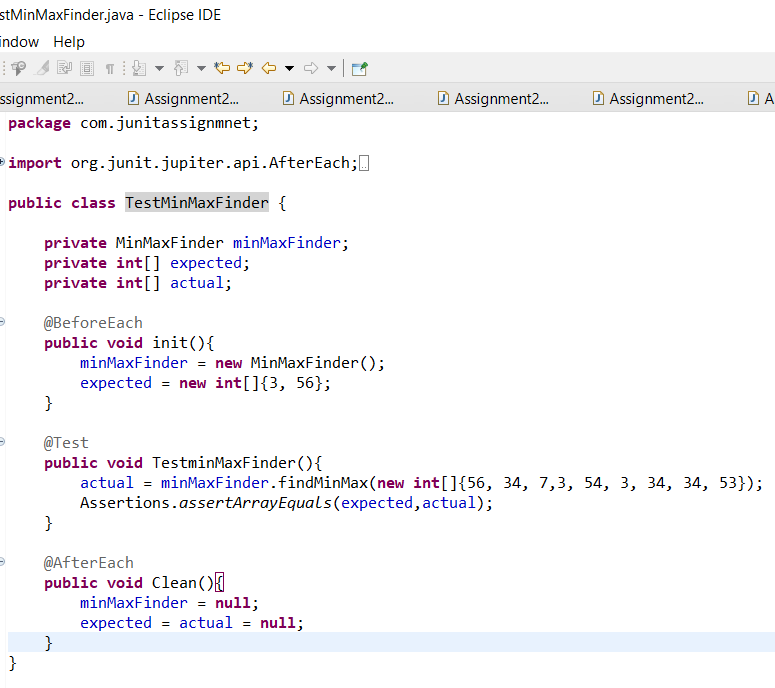 stMinMaxFinder.java - Eclipse IDE
indow Help
ssignment2... Assignment2... Assignment2... Assignment2... Assignment2... A
package com.junitassignmnet;
import org.junit.jupiter.api.AfterEach;
public class TestMinMaxFinder {
private MinMaxFinder minMaxFinder;
private int[] expected;
private int[] actual;
@BeforeEach
public void init(){
minMaxFinder = new MinMaxFinder();
expected = new int[]{3, 56};
}
@Test
public void TestminMaxFinder(){
actual = minMaxFinder.findMinMax(new int[]{56, 34, 7,3, 54, 3, 34, 34, 53});
Assertions.assertArrayEquals(expected,actual);
}
@AfterEach
public void Clean(){
minMaxFinder = null;
expected = actual = null;
}
}